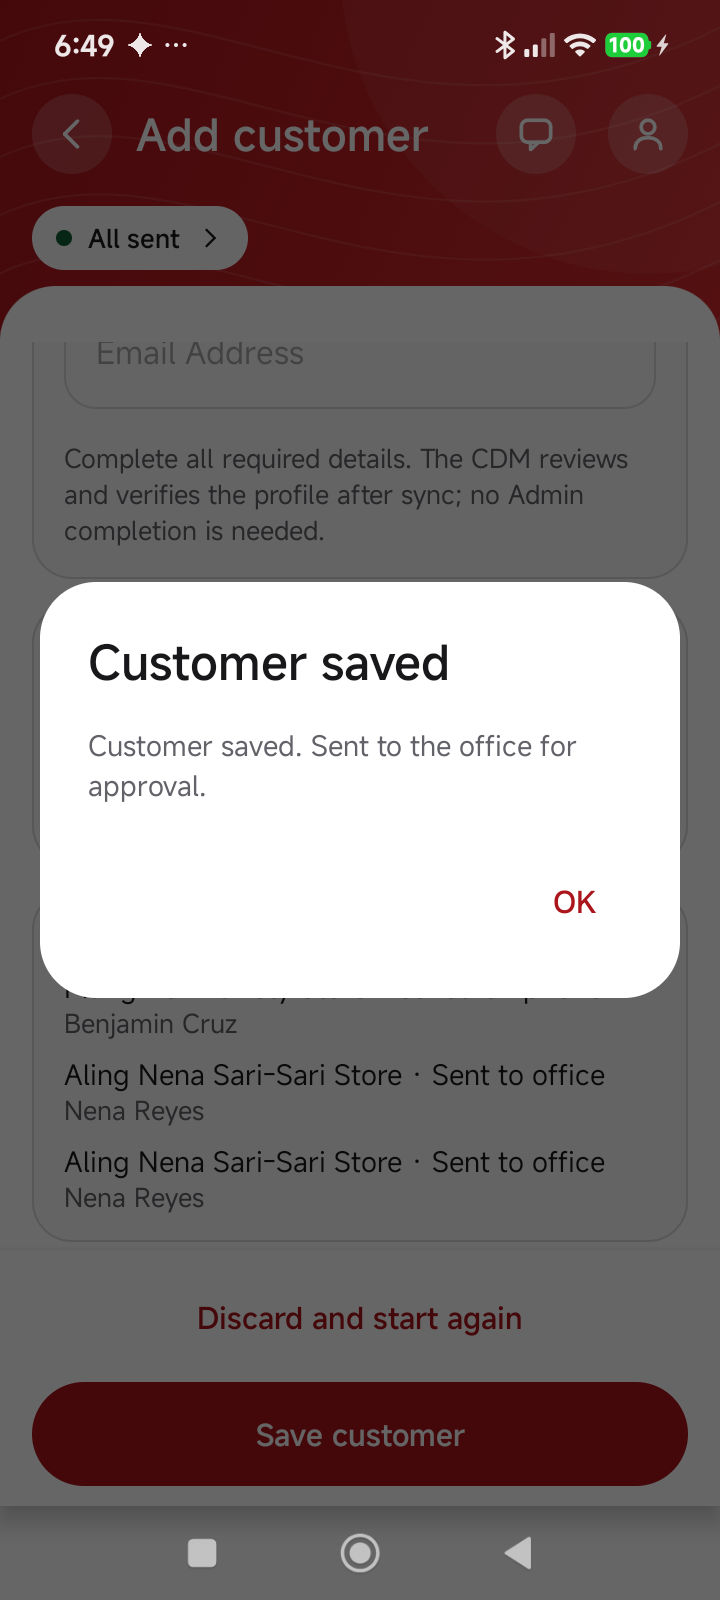 6:49
100
Add customer
All sent
Email Address
Complete all required details. The CDM reviews
and verifies the profile after sync; no Admin
completion is needed.
Customer saved
Customer saved. Sent to the office for
approval.
OK
Benjamin Cruz
Aling Nena Sari-Sari Store · Sent to office
Nena Reyes
Aling Nena Sari-Sari Store · Sent to office
Nena Reyes
Discard and start again
Save customer